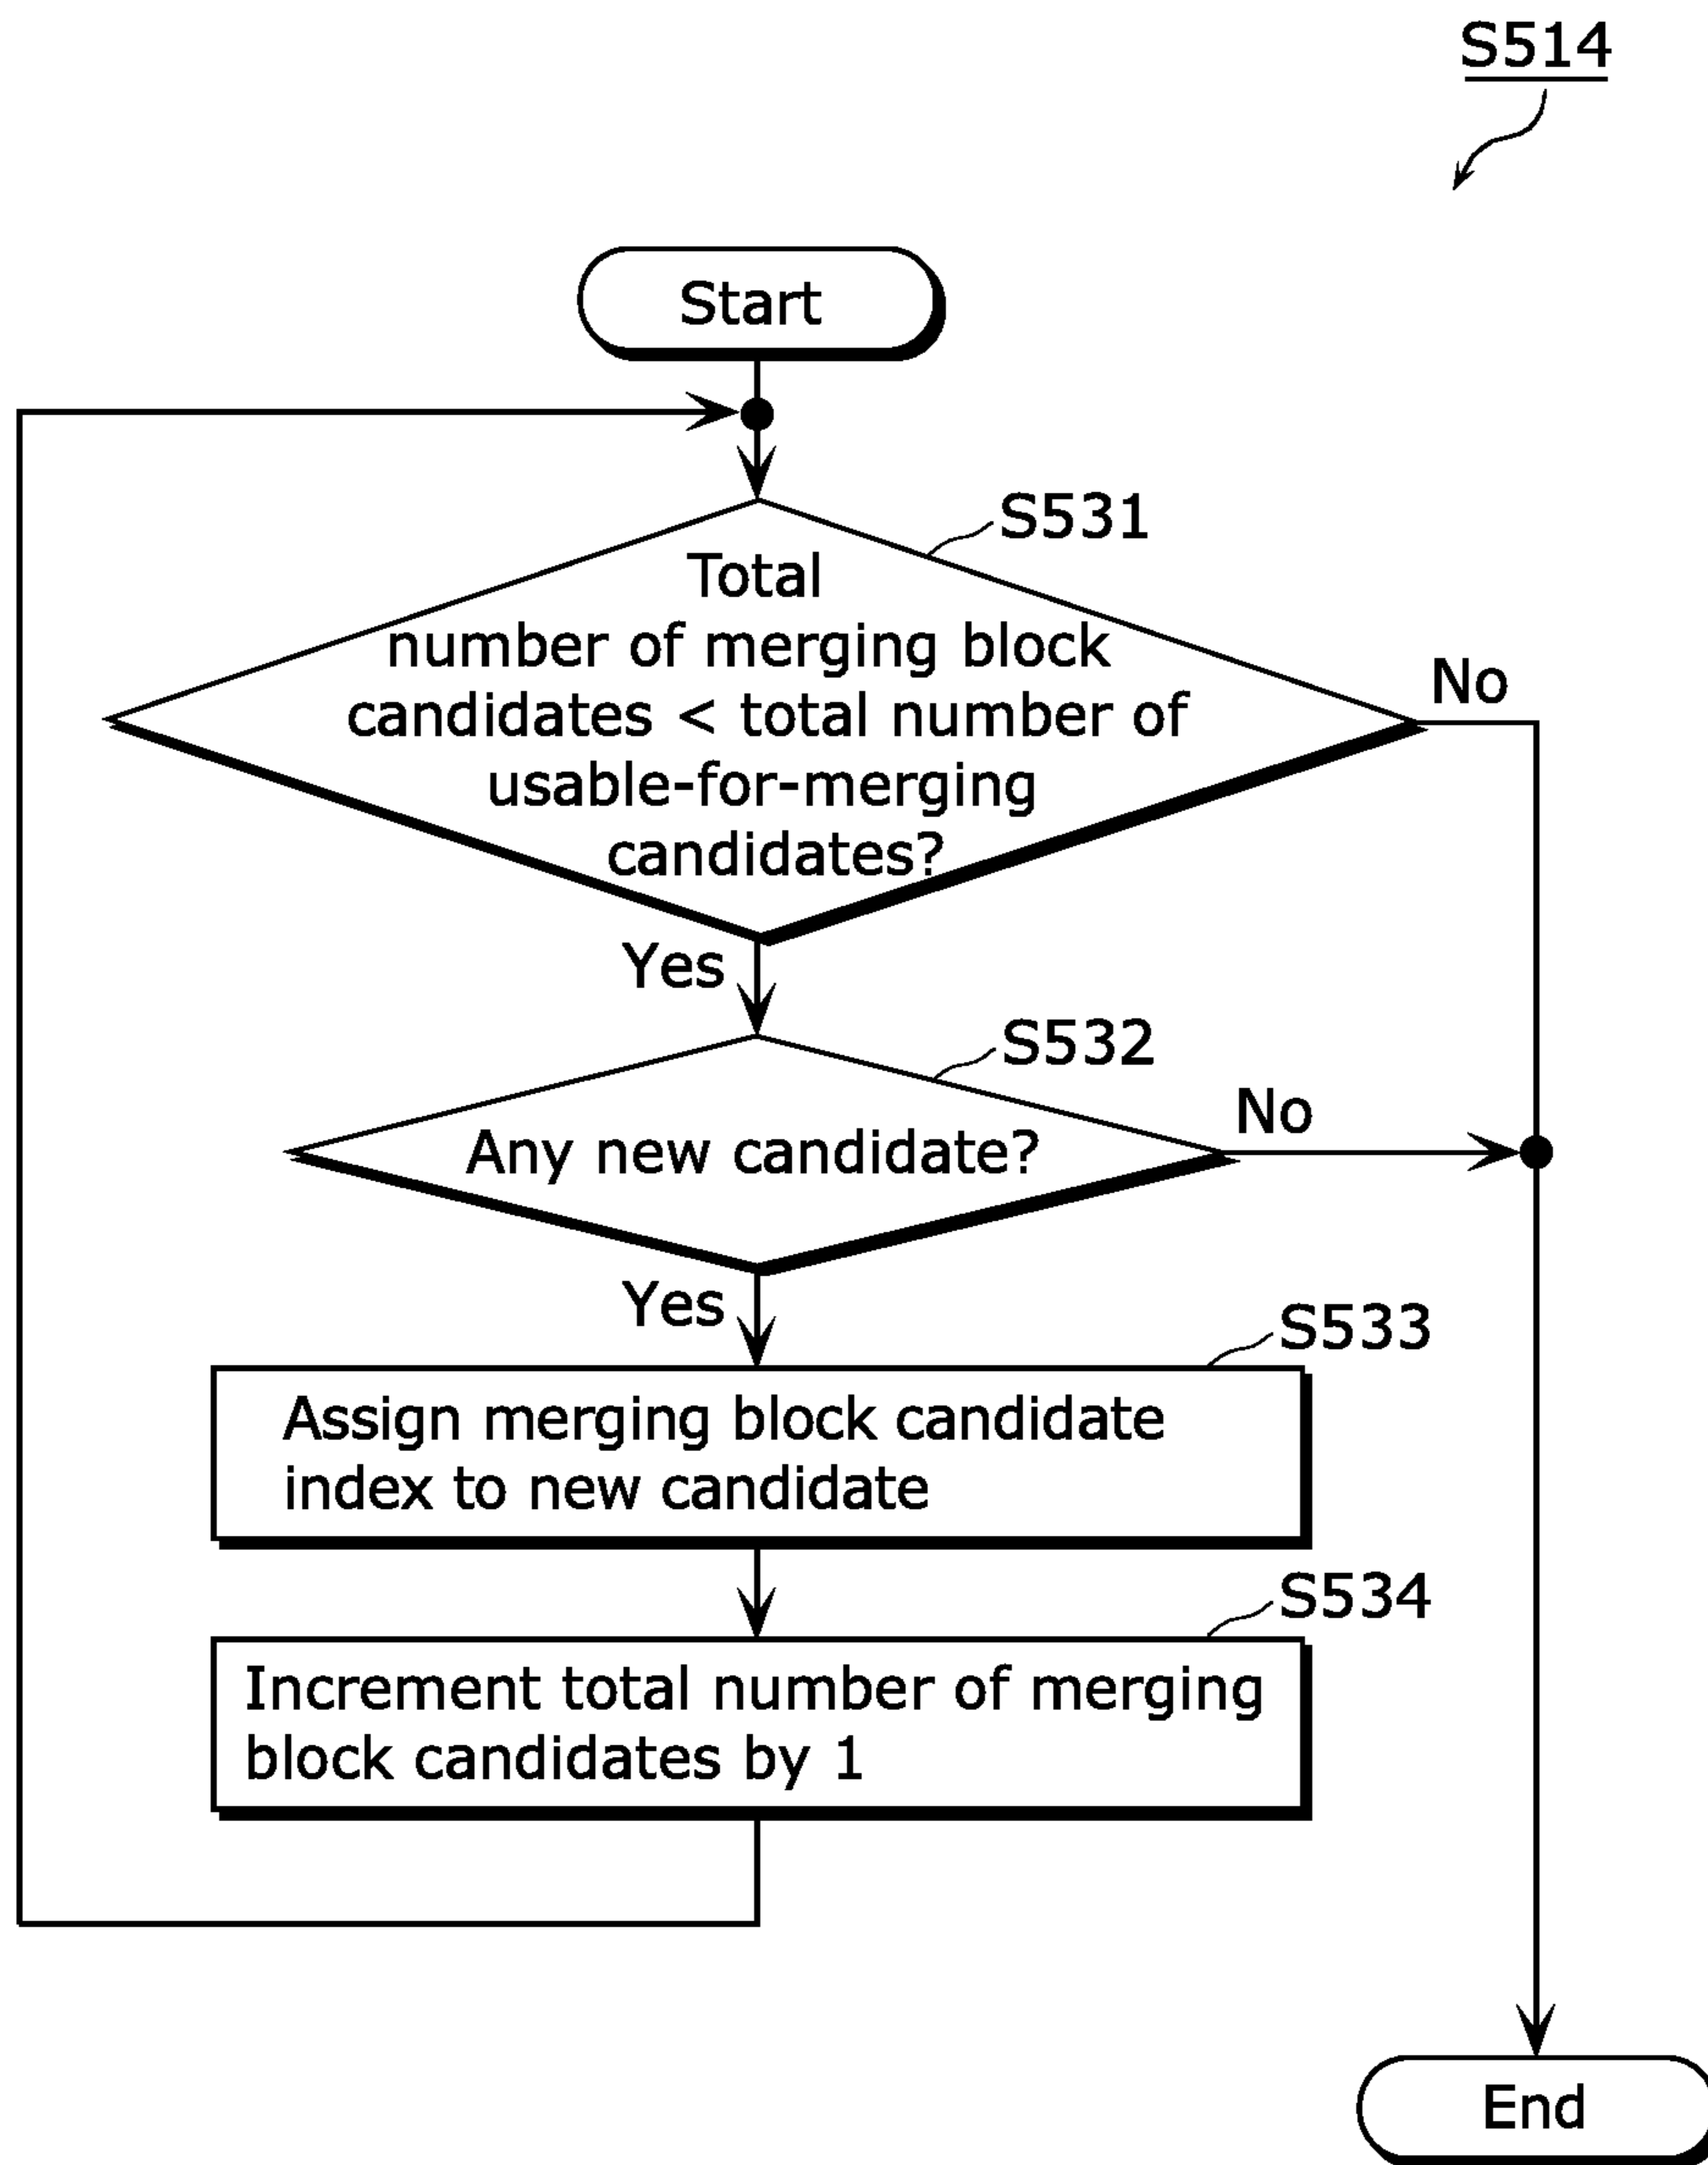 S514
Start
S531
Total
number of merging block
candidates < total number of
usable-for-merging
candidates?
No
Yes
S532
Any new candidate?
No
Yes
S533
Assign merging block candidate
index to new candidate
S534
Increment total number of merging
block candidates by 1
End